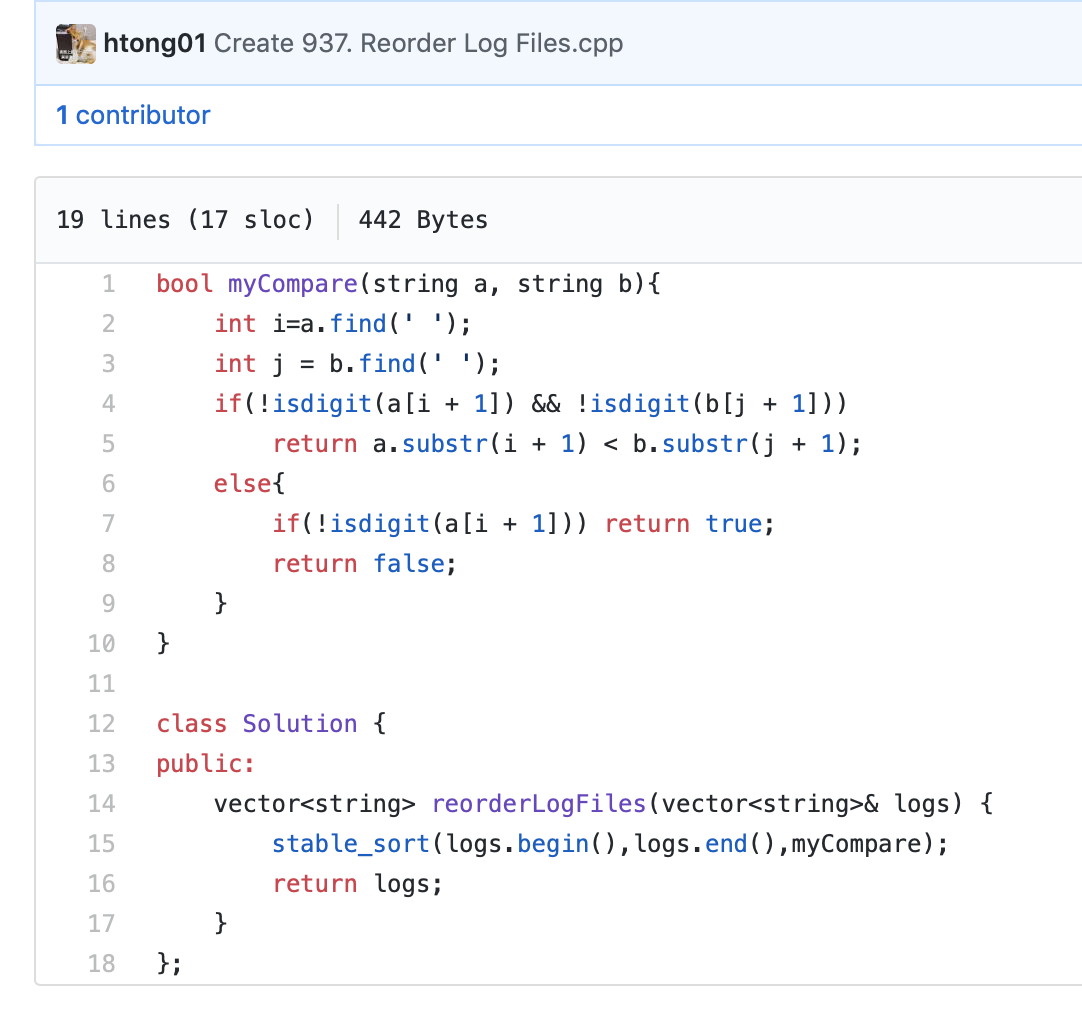 htong01 Create 937. Reorder Log Files.cpp
1 contributor
19 lines (17 sloc) | 442 Bytes
1 bool myCompare(string a, string b){
2     int i=a.find(' ');
3     int j = b.find(' ');
4     if(!isdigit(a[i + 1]) && !isdigit(b[j + 1]))
5         return a.substr(i + 1) < b.substr(j + 1);
6     else{
7         if(!isdigit(a[i + 1])) return true;
8         return false;
9     }
10 }
11
12 class Solution {
13 public:
14     vector<string> reorderLogFiles(vector<string>& logs) {
15         stable_sort(logs.begin(),logs.end(),myCompare);
16         return logs;
17     }
18 };